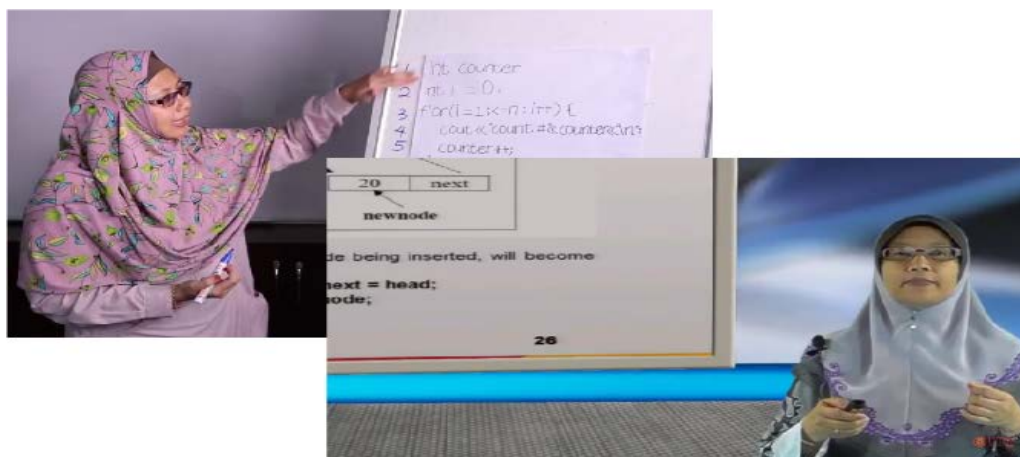 1 int counter
2 int i = 0;
3 for(i=1;i<=n;i++) {
4 cout << "count =" << counter << "\n";
5 counter++;
20 next
newnode
de being inserted, will become
next = head;
node;
26